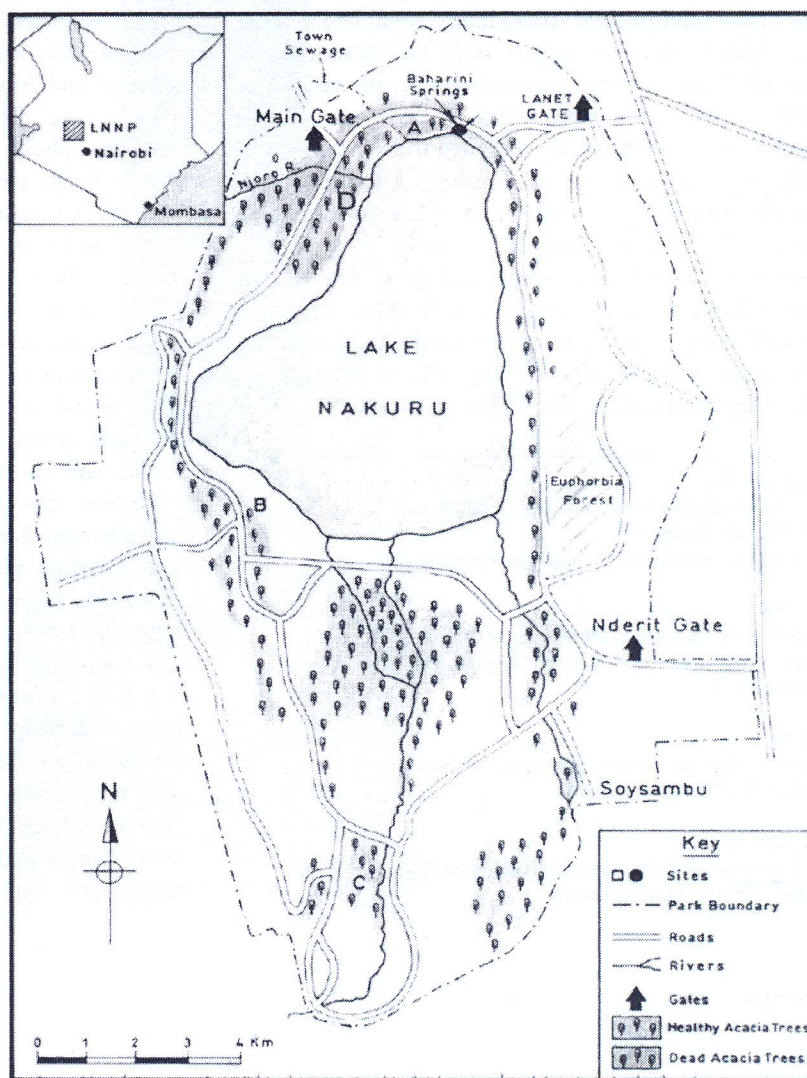 LNNP
Nairobi
Mombasa
Town
Sewage
Baharini
Springs
LANET
GATE
Main Gate
A
Njoro R
D
LAKE
NAKURU
B
Euphorbia
Forest
Nderit Gate
Soysambu
C
N
0 1 2 4 Km
Key
Sites
Park Boundary
Roads
Rivers
Gates
Healthy Acacia Trees
Dead Acacia Trees